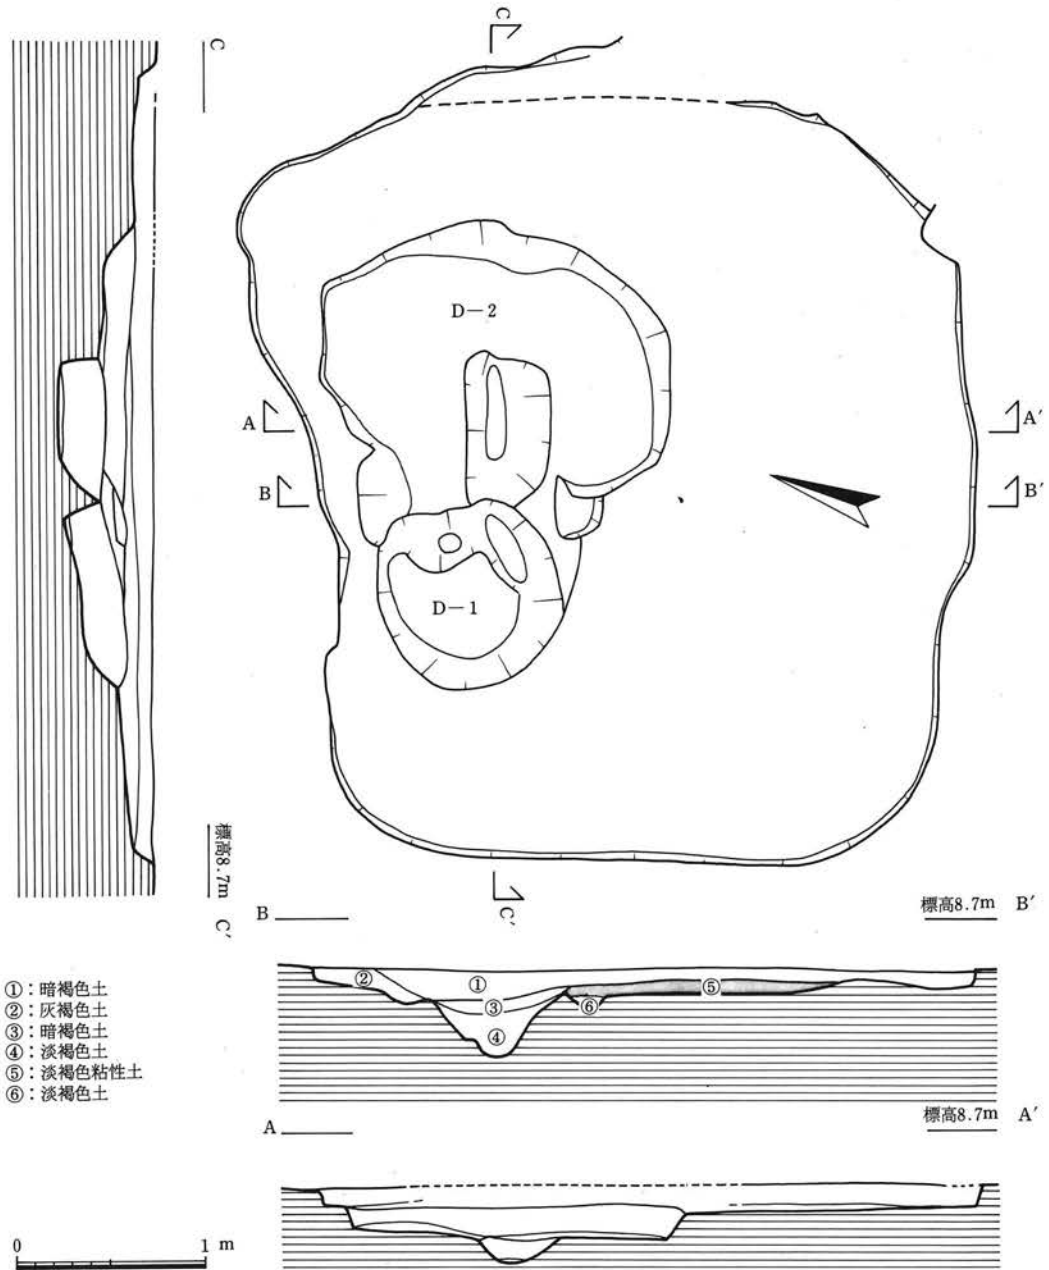 C
C
D－2
A
A′
B
B′
D－1
標高8.7m
C′
C′
B
標高8.7m
B′
①：暗褐色土
②：灰褐色土
③：暗褐色土
④：淡褐色土
⑤：淡褐色粘性土
⑥：淡褐色土
②
①
③
④
⑤
⑥
A
標高8.7m
A′
0
1 m